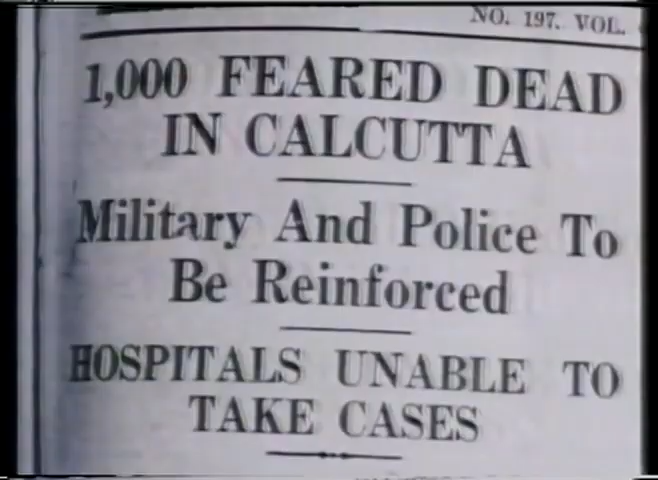 NO. 197. VOL.
1,000 FEARED DEAD
IN CALCUTTA
Military And Police To
Be Reinforced
HOSPITALS UNABLE TO
TAKE CASES